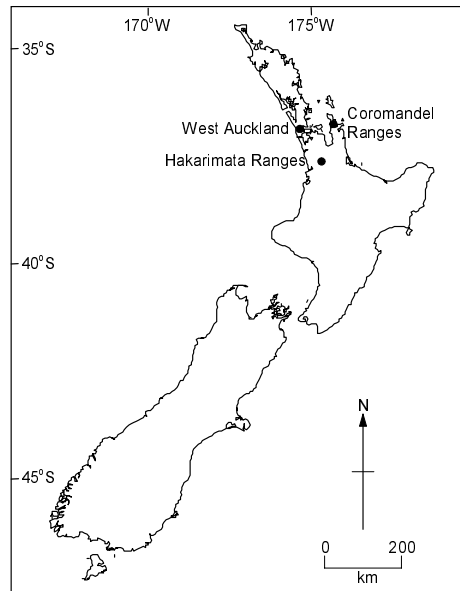 170°W 175°W
35°S
West Auckland
Coromandel
Ranges
Hakarimata Ranges
40°S
45°S
N
0 200
km